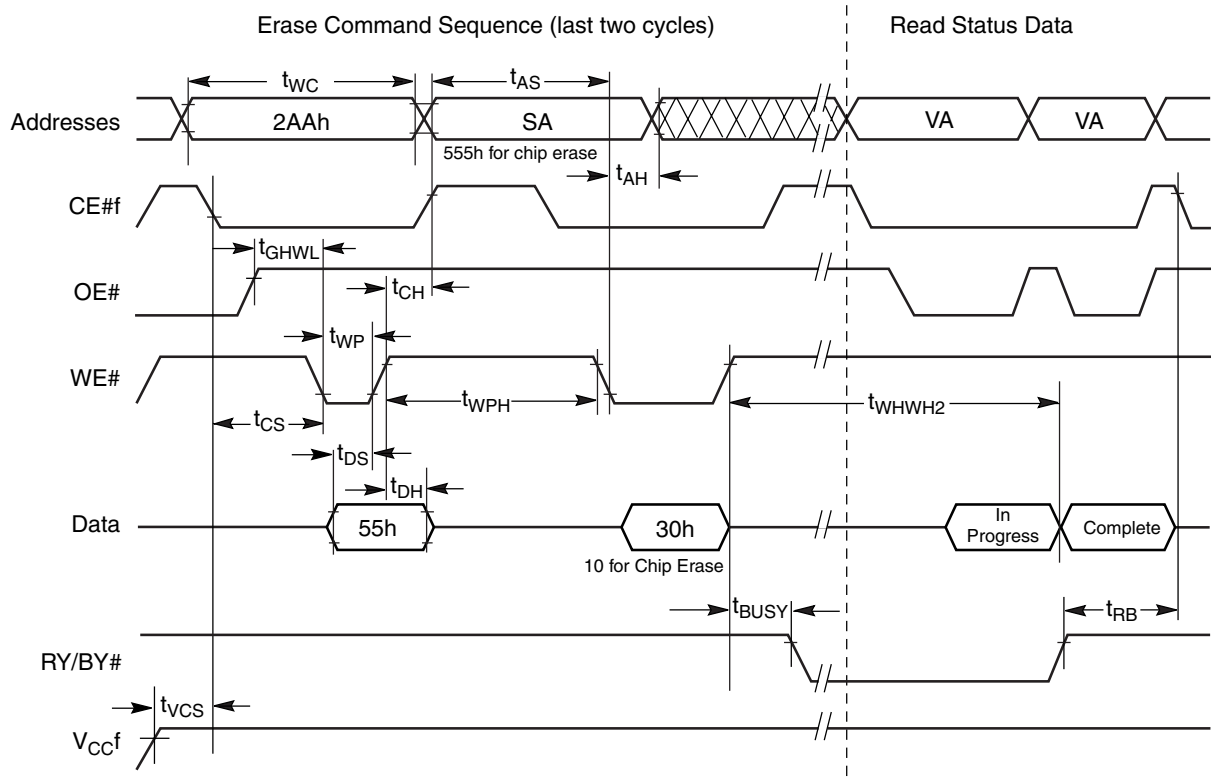 Erase Command Sequence (last two cycles)
Read Status Data
tWC
tAS
Addresses
2AAh
SA
VA
VA
555h for chip erase
tAH
CE#f
tGHWL
OE#
tCH
tWP
WE#
tWPH
tWHWH2
tCS
tDS
tDH
Data
55h
30h
In
Progress
Complete
10 for Chip Erase
tBUSY
tRB
RY/BY#
tVCS
VCCf